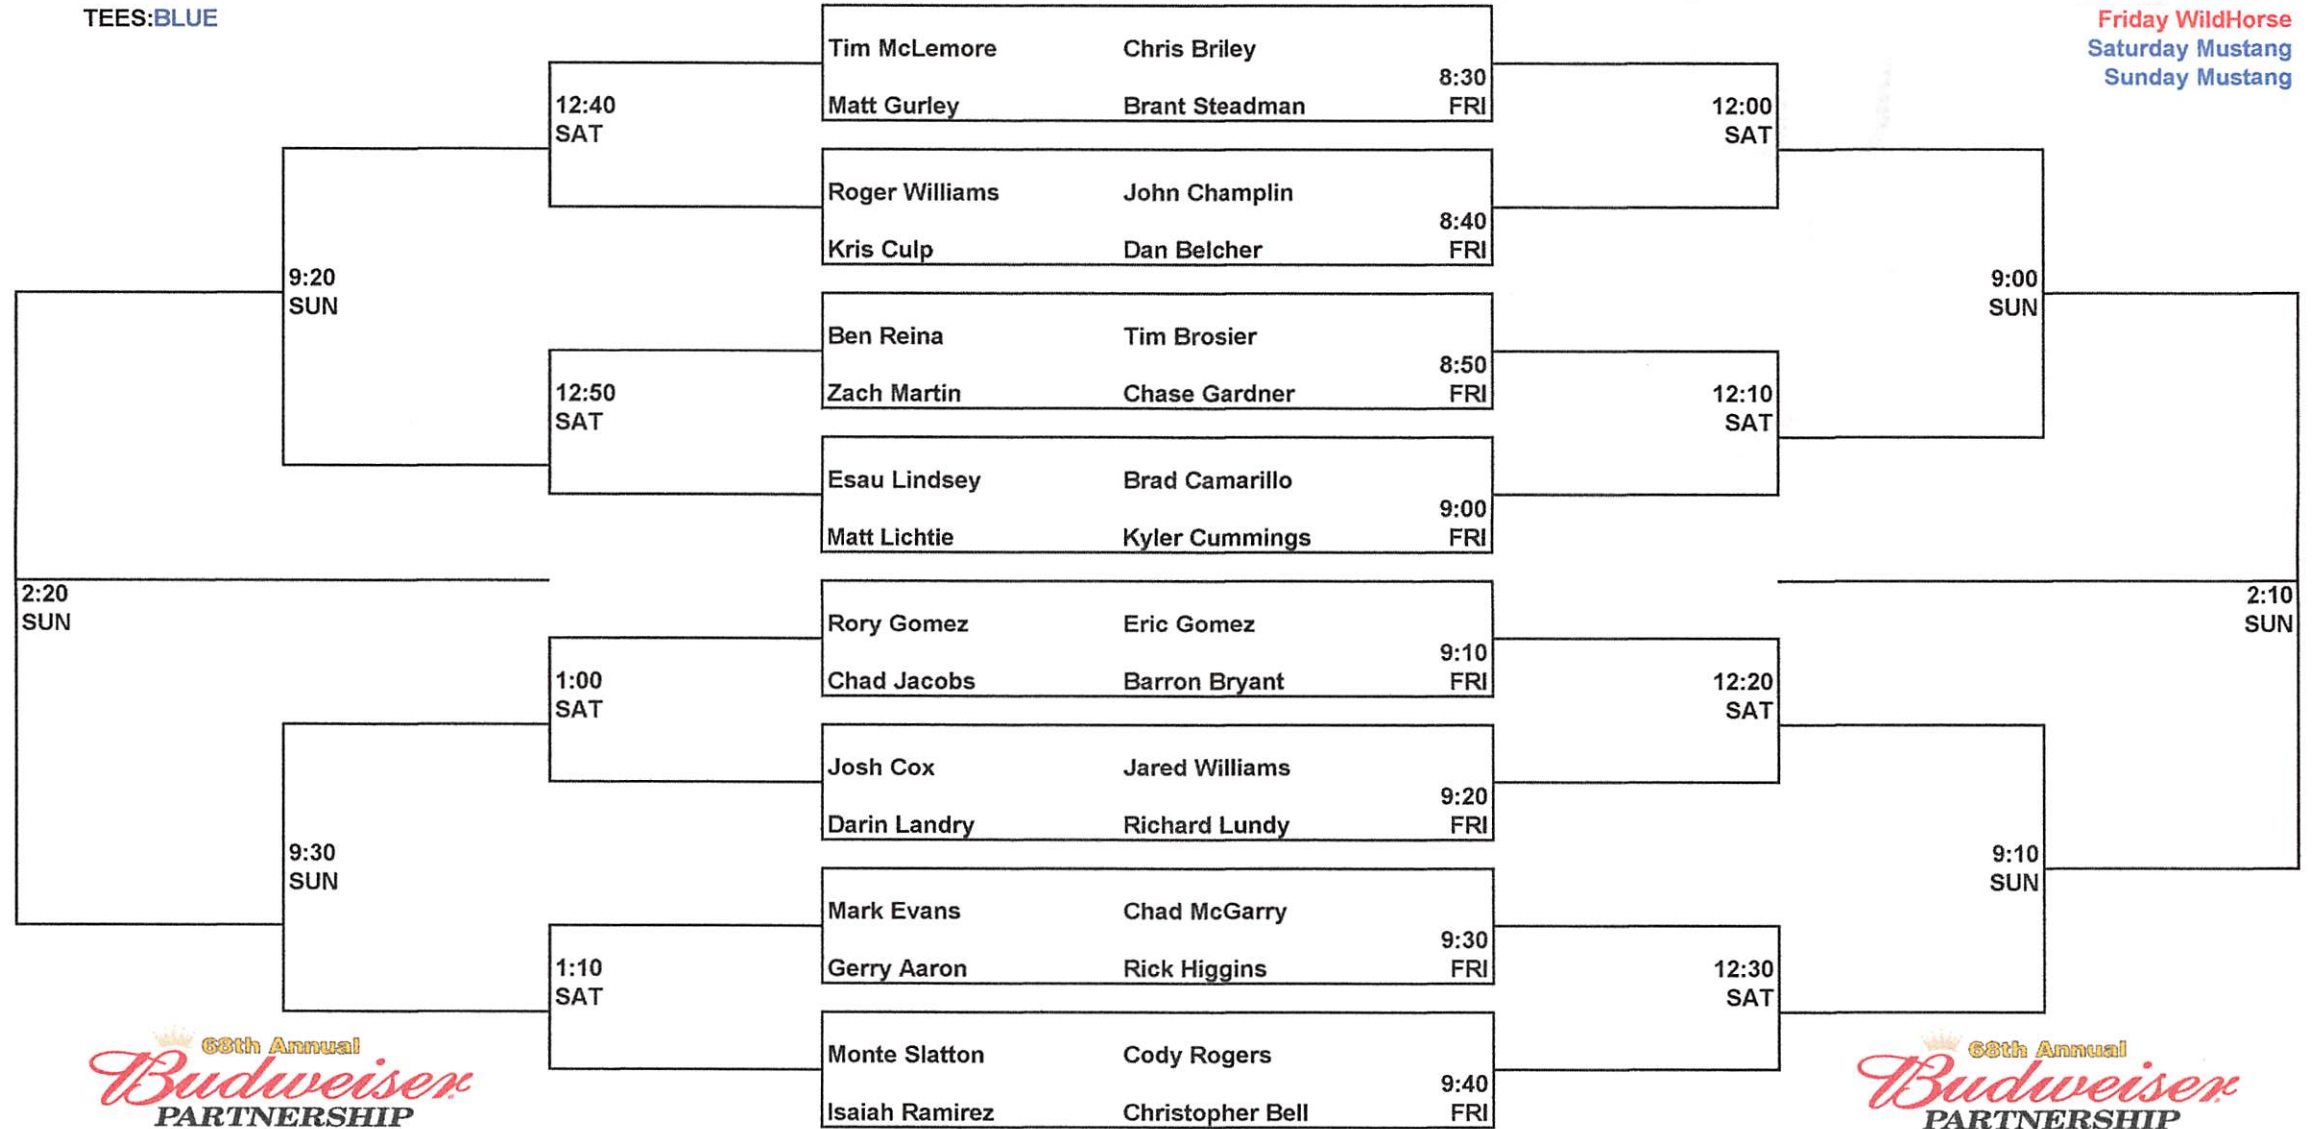 TEES:BLUE
Friday WildHorse
Saturday Mustang
Sunday Mustang
Tim McLemore Chris Briley
8:30
Matt Gurley Brant Steadman FRI
12:40
SAT
12:00
SAT
Roger Williams John Champlin
8:40
Kris Culp Dan Belcher FRI
9:20
SUN
9:00
SUN
Ben Reina Tim Brosier
8:50
Zach Martin Chase Gardner FRI
12:50
SAT
12:10
SAT
Esau Lindsey Brad Camarillo
9:00
Matt Lichtie Kyler Cummings FRI
2:20
SUN
2:10
SUN
Rory Gomez Eric Gomez
9:10
Chad Jacobs Barron Bryant FRI
1:00
SAT
12:20
SAT
Josh Cox Jared Williams
9:20
Darin Landry Richard Lundy FRI
9:30
SUN
9:10
SUN
Mark Evans Chad McGarry
9:30
Gerry Aaron Rick Higgins FRI
1:10
SAT
12:30
SAT
Monte Slatton Cody Rogers
9:40
Isaiah Ramirez Christopher Bell FRI
68th Annual
Budweiser
PARTNERSHIP
68th Annual
Budweiser
PARTNERSHIP